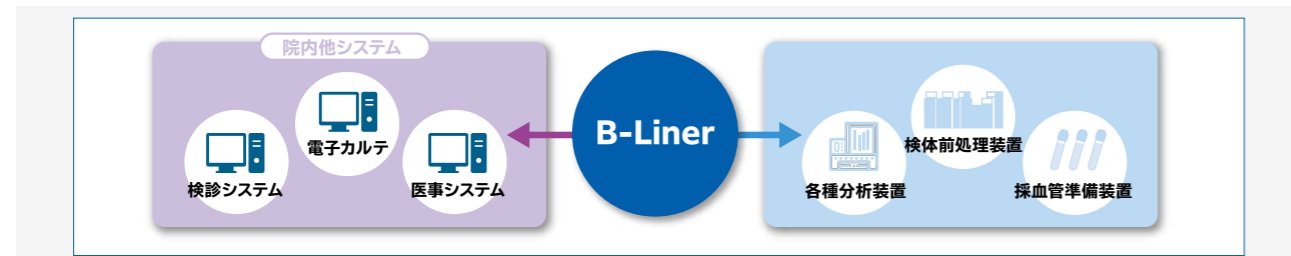 院内他システム
検診システム
電子カルテ
医事システム
B-Liner
各種分析装置
検体前処理装置
採血管準備装置